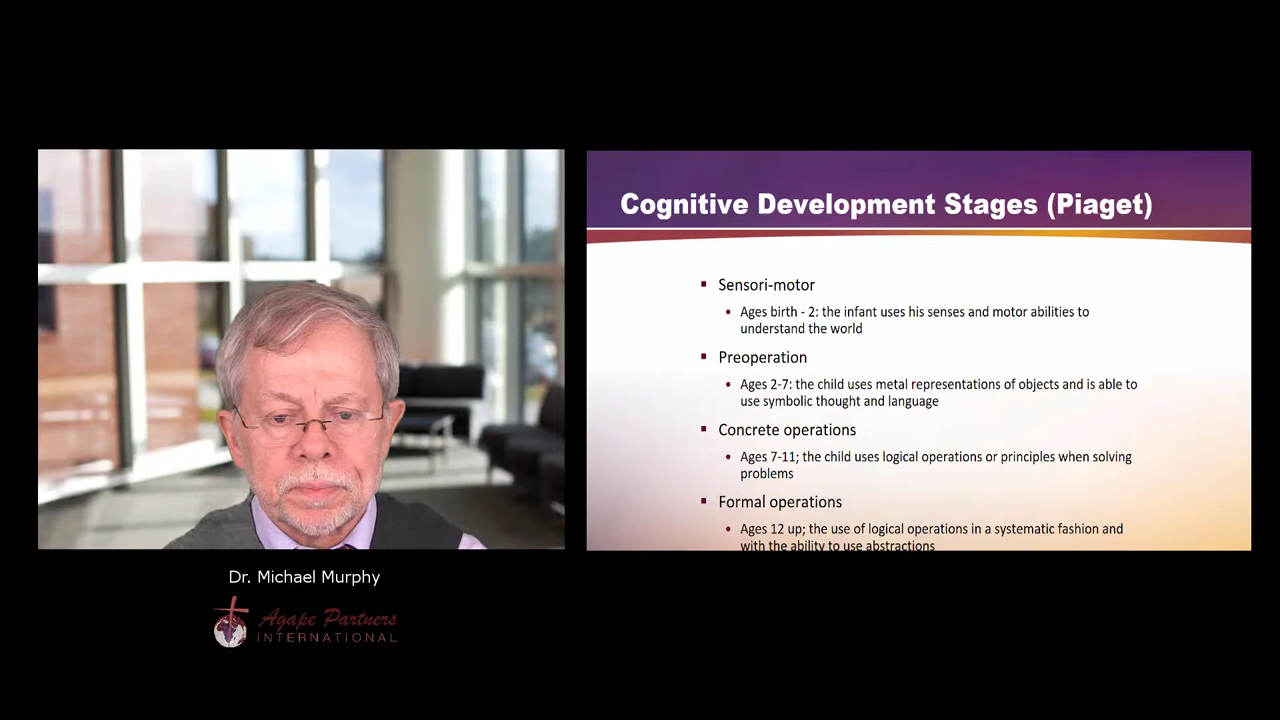 Cognitive Development Stages (Piaget)
Sensori-motor
Ages birth - 2: the infant uses his senses and motor abilities to
understand the world
Preoperation
Ages 2-7: the child uses metal representations of objects and is able to
use symbolic thought and language
Concrete operations
Ages 7-11; the child uses logical operations or principles when solving
problems
Formal operations
Ages 12 up; the use of logical operations in a systematic fashion and
with the ability to use abstractions
Dr. Michael Murphy
Agape Partners
INTERNATIONAL